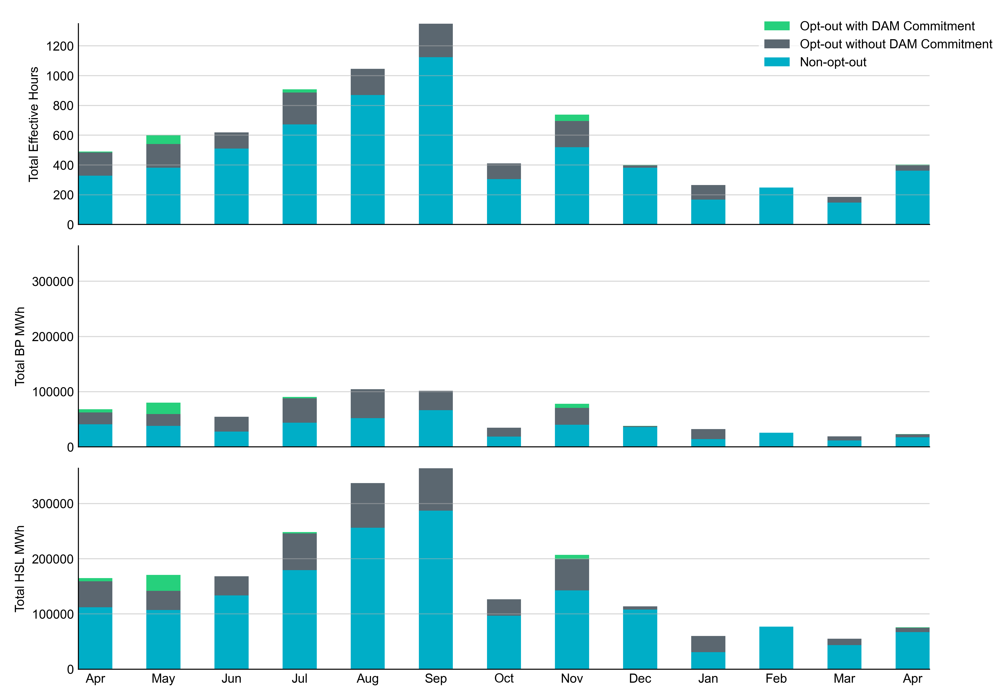 Opt-out with DAM Commitment
Opt-out without DAM Commitment
Non-opt-out
Total Effective Hours
1200
1000
800
600
400
200
0
Total BP MWh
300000
200000
100000
0
Total HSL MWh
300000
200000
100000
0
Apr May Jun Jul Aug Sep Oct Nov Dec Jan Feb Mar Apr